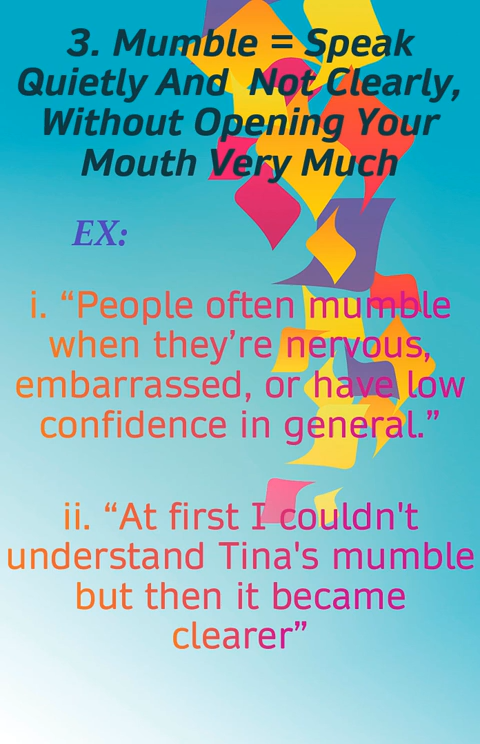 3. Mumble = Speak
Quietly And Not Clearly,
Without Opening Your
Mouth Very Much
EX:
i. “People often mumble
when they’re nervous,
embarrassed, or have low
confidence in general.”
ii. “At first I couldn't
understand Tina's mumble
but then it became
clearer”